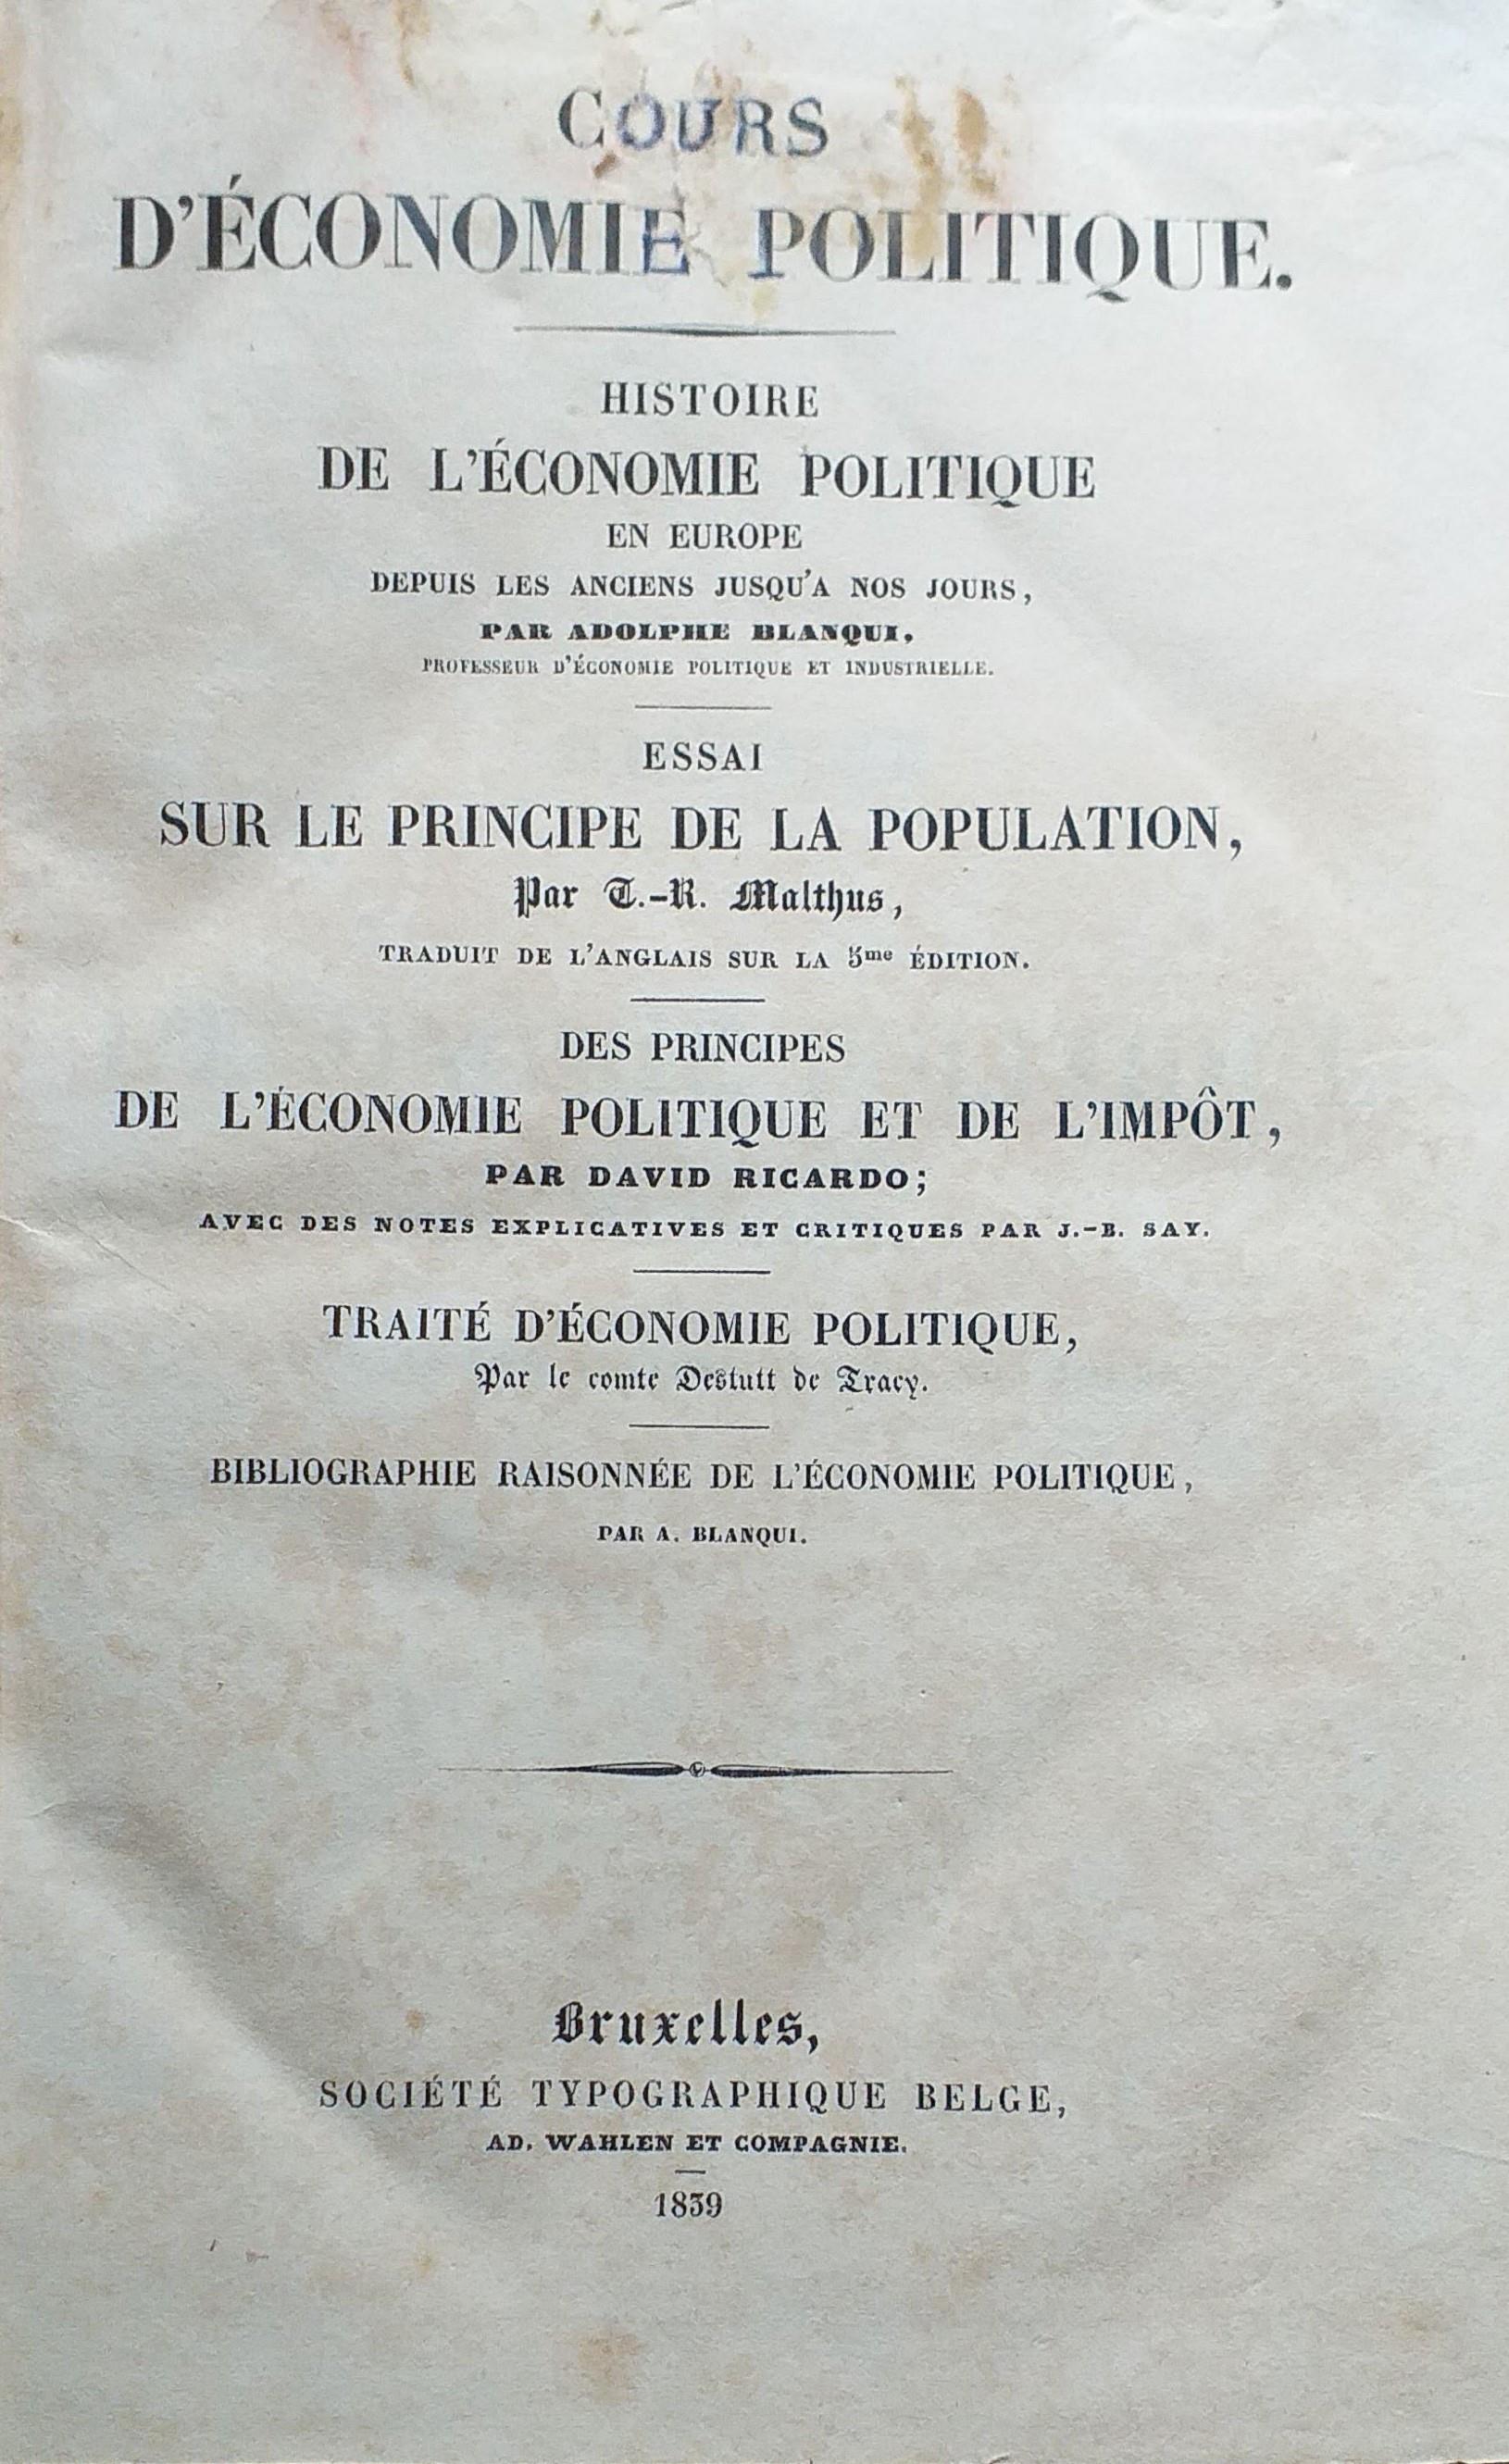 COURS
D'ÉCONOMIE POLITIQUE.
HISTOIRE
DE L'ÉCONOMIE POLITIQUE
EN EUROPE
DEPUIS LES ANCIENS JUSQU'A NOS JOURS,
PAR ADOLPHE BLANQUI,
PROFESSEUR D'ÉCONOMIE POLITIQUE ET INDUSTRIELLE.
ESSAI
SUR LE PRINCIPE DE LA POPULATION,
Par T.-R. Malthus,
TRADUIT DE L'ANGLAIS SUR LA 5me ÉDITION.
DES PRINCIPES
DE L'ÉCONOMIE POLITIQUE ET DE L'IMPÔT,
PAR DAVID RICARDO;
AVEC DES NOTES EXPLICATIVES ET CRITIQUES PAR J.-B. SAY.
TRAITÉ D'ÉCONOMIE POLITIQUE,
Par le comte Destutt de Tracy.
BIBLIOGRAPHIE RAISONNÉE DE L'ÉCONOMIE POLITIQUE,
PAR A. BLANQUI.
Bruxelles,
SOCIÉTÉ TYPOGRAPHIQUE BELGE,
AD. WAHLEN ET COMPAGNIE.
1839